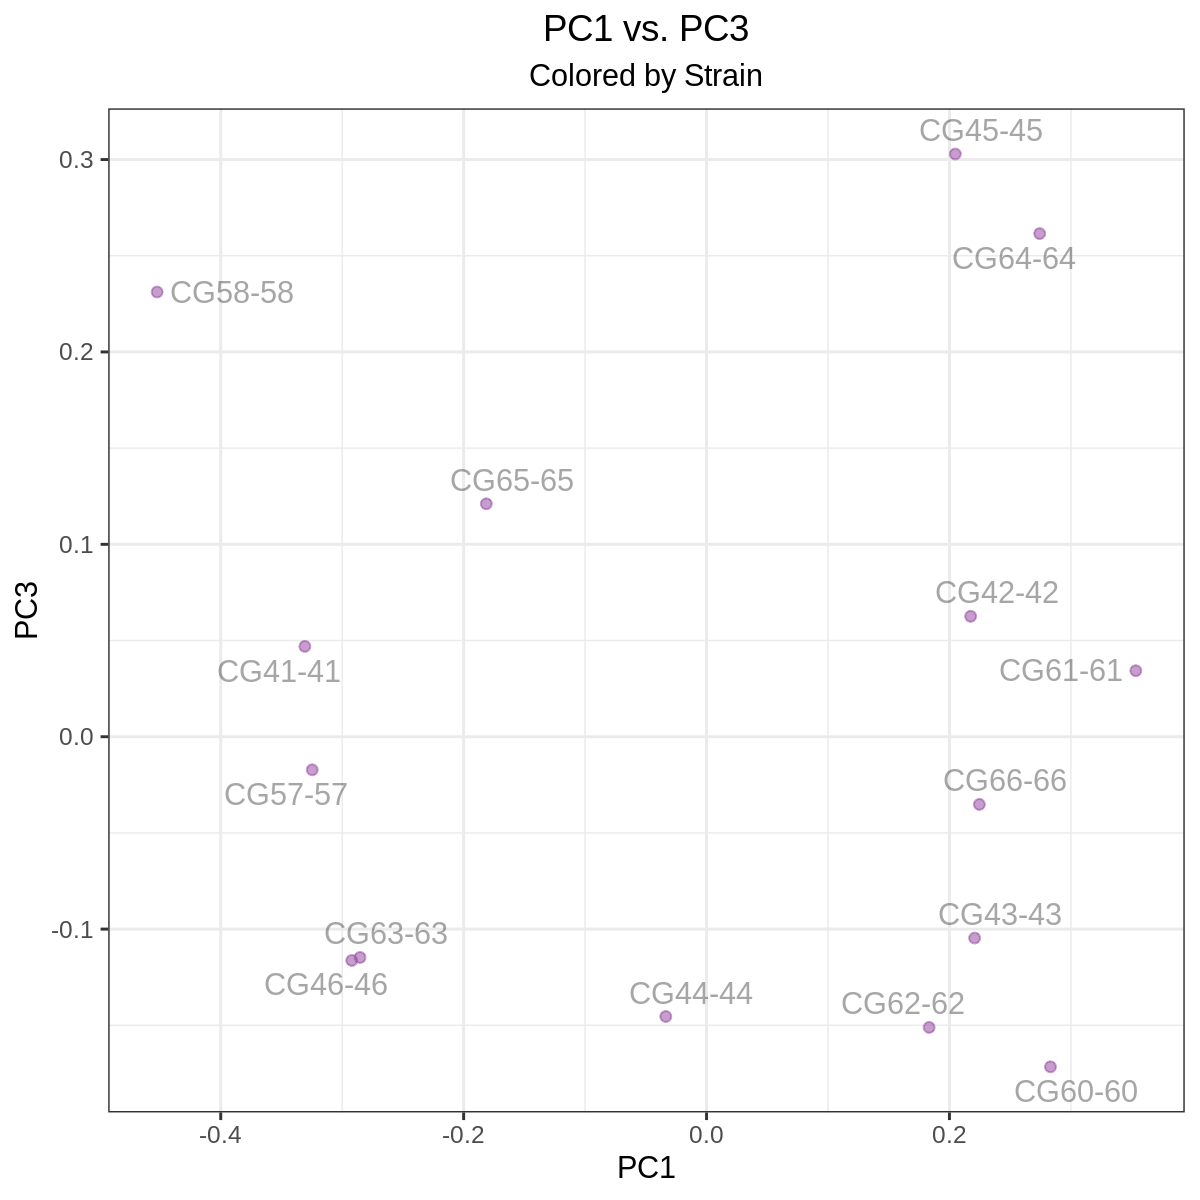 PC1 vs. PC3
Colored by Strain
CG45-45
0.3
CG64-64
CG58-58
0.2
CG65-65
0.1
CG42-42
PC3
CG41-41
CG61-61
0.0
CG57-57
CG66-66
CG43-43
-0.1
CG63-63
CG46-46
CG44-44
CG62-62
CG60-60
-0.4
-0.2
0.0
0.2
PC1